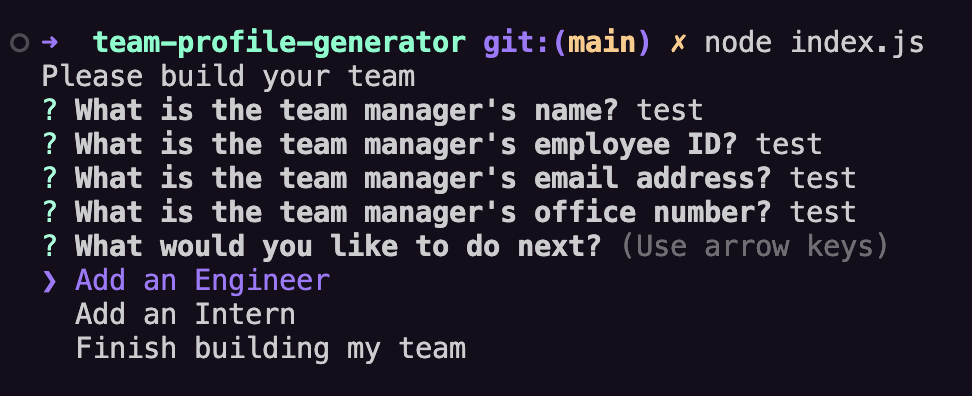 ➜  team-profile-generator git:(main) ✗ node index.js
Please build your team
? What is the team manager's name? test
? What is the team manager's employee ID? test
? What is the team manager's email address? test
? What is the team manager's office number? test
? What would you like to do next? (Use arrow keys)
❯ Add an Engineer
  Add an Intern
  Finish building my team